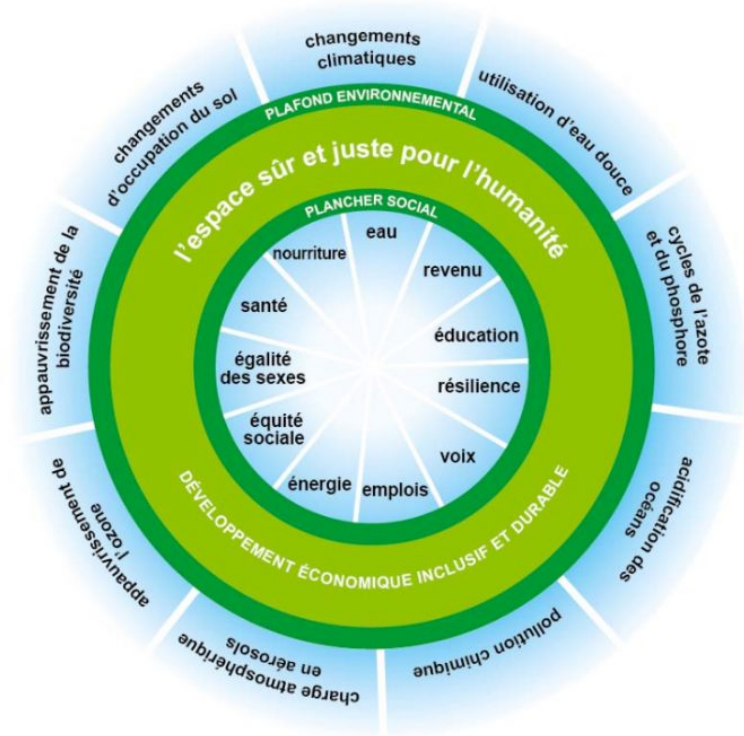 changements
climatiques
utilisation d'eau douce
cycles de l'azote
et du phosphore
acidification des
océans
pollution chimique
charge atmosphérique
en aérosols
appauvrissement de
l'ozone
appauvrissement de la
biodiversité
changements
d'occupation du sol
PLAFOND ENVIRONNEMENTAL
l'espace sûr et juste pour l'humanité
PLANCHER SOCIAL
eau
revenu
éducation
résilience
voix
emplois
énergie
équité
sociale
égalité
des sexes
santé
nourriture
DÉVELOPPEMENT ÉCONOMIQUE INCLUSIF ET DURABLE